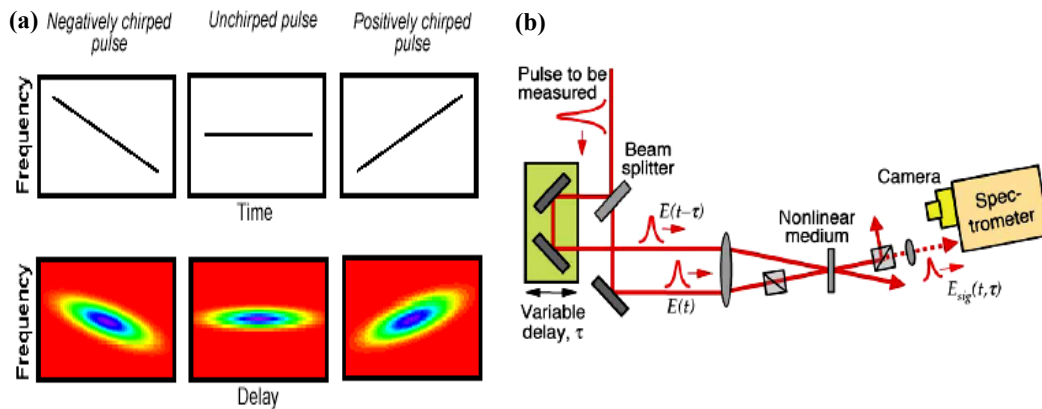 (a)
Negatively chirped
pulse
Unchirped pulse
Positively chirped
pulse
Frequency
Time
Frequency
Delay
(b)
Pulse to be
measured
Beam
splitter
E(t–τ)
E(t)
Variable
delay, τ
Nonlinear
medium
Camera
Spec-
trometer
Esig(t,τ)